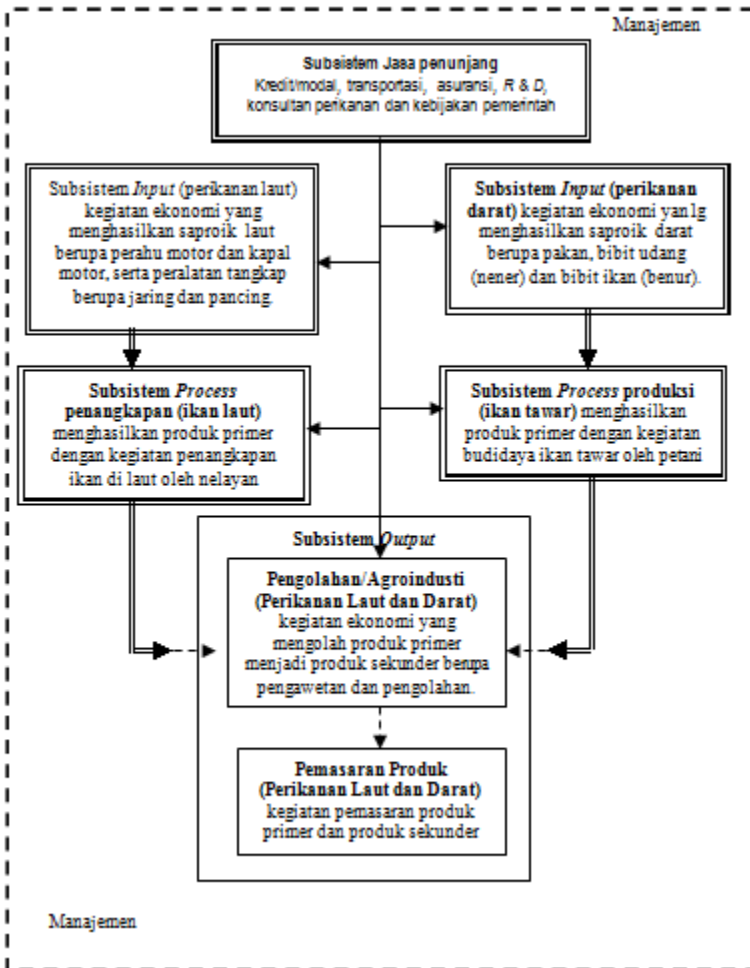 Manajemen
Subsistem Jasa penunjang
Kredit/modal, transportasi, asuransi, R & D,
konsultan perikanan dan kebijakan pemerintah
Subsistem Input (perikanan laut)
kegiatan ekonomi yang
menghasilkan saproik laut
berupa perahu motor dan kapal
motor, serta peralatan tangkap
berupa jaring dan pancing.
Subsistem Input (perikanan
darat) kegiatan ekonomi yan1g
menghasilkan saproik darat
berupa pakan, bibit udang
(nener) dan bibit ikan (benur).
Subsistem Process
penangkapan (ikan laut)
menghasilkan produk primer
dengan kegiatan penangkapan
ikan di laut oleh nelayan
Subsistem Process produksi
(ikan tawar) menghasilkan
produk primer dengan kegiatan
budidaya ikan tawar oleh petani
Subsistem Output
Pengolahan/Agroindusti
(Perikanan Laut dan Darat)
kegiatan ekonomi yang
mengolah produk primer
menjadi produk sekunder berupa
pengawetan dan pengolahan.
Pemasaran Produk
(Perikanan Laut dan Darat)
kegiatan pemasaran produk
primer dan produk sekunder
Manajemen